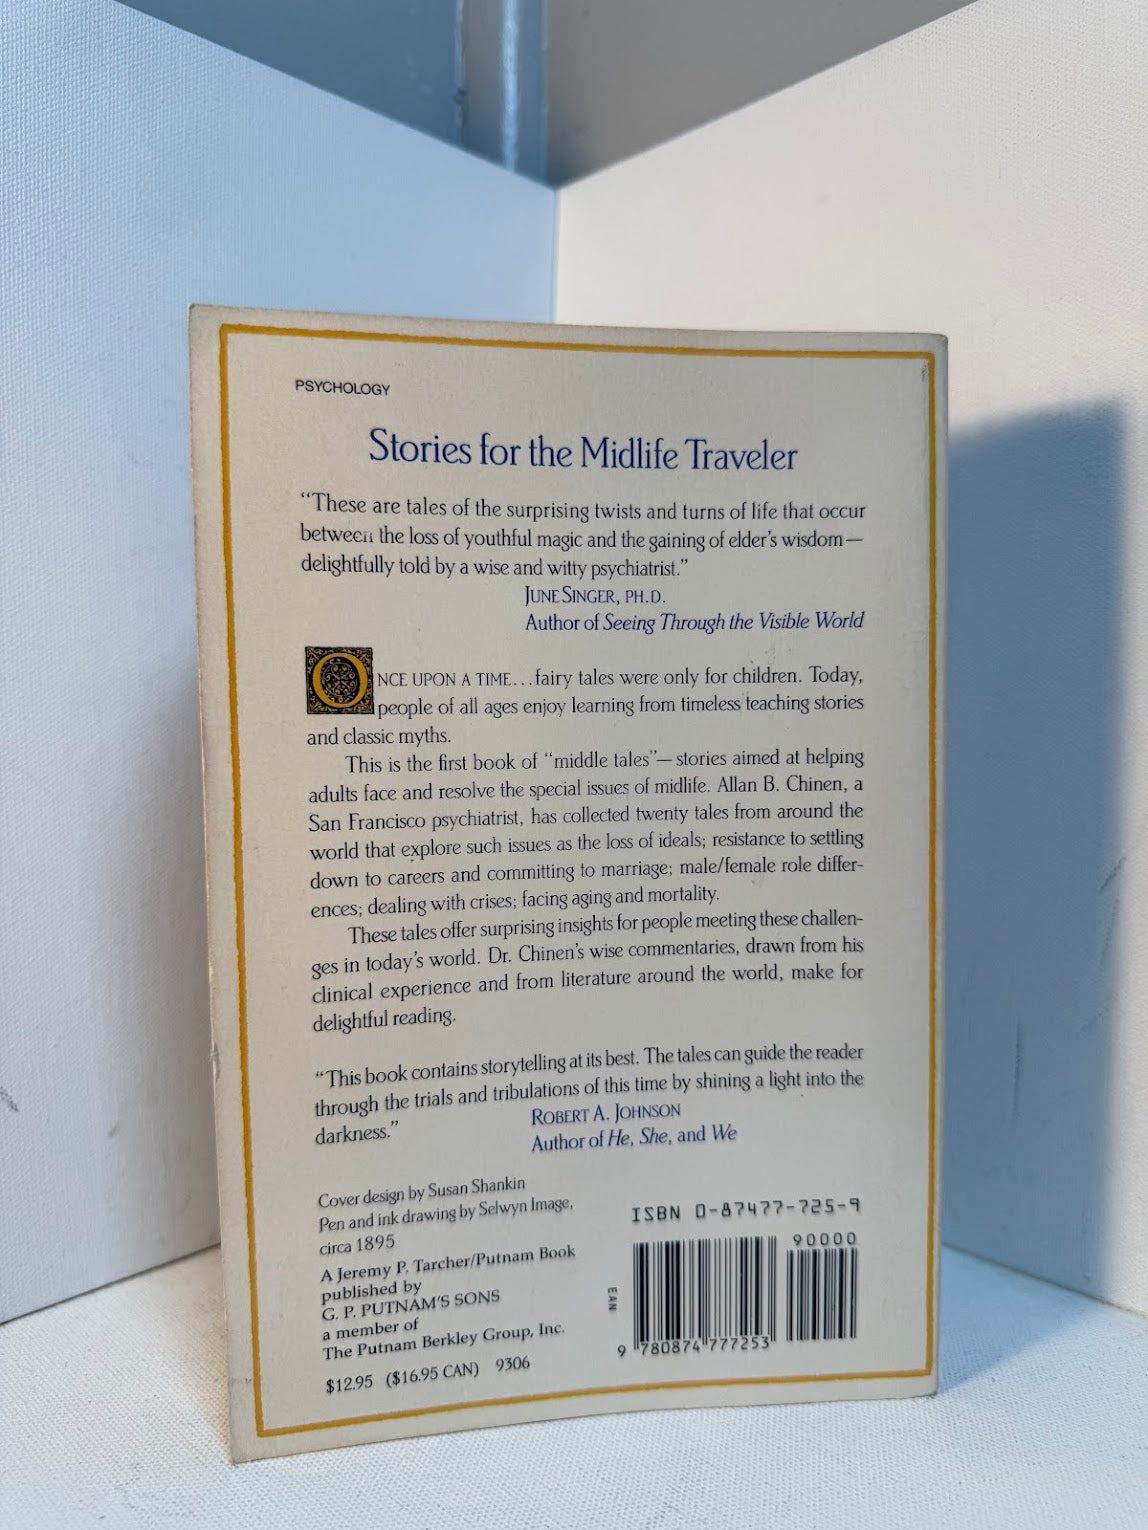 PSYCHOLOGY
Stories for the Midlife Traveler
“These are tales of the surprising twists and turns of life that occur
between the loss of youthful magic and the gaining of elder's wisdom—
delightfully told by a wise and witty psychiatrist.”
JUNE SINGER, PH.D.
Author of Seeing Through the Visible World
ONCE UPON A TIME...fairy tales were only for children. Today,
people of all ages enjoy learning from timeless teaching stories
and classic myths.
This is the first book of “middle tales”—stories aimed at helping
adults face and resolve the special issues of midlife. Allan B. Chinen, a
San Francisco psychiatrist, has collected twenty tales from around the
world that explore such issues as the loss of ideals; resistance to settling
down to careers and committing to marriage; male/female role differ-
ences; dealing with crises; facing aging and mortality.
These tales offer surprising insights for people meeting these challen-
ges in today's world. Dr. Chinen's wise commentaries, drawn from his
clinical experience and from literature around the world, make for
delightful reading.
“This book contains storytelling at its best. The tales can guide the reader
through the trials and tribulations of this time by shining a light into the
darkness.”
ROBERT A. JOHNSON
Author of He, She, and We
Cover design by Susan Shankin
Pen and ink drawing by Selwyn Image,
circa 1895
A Jeremy P. Tarcher/Putnam Book
published by
G. P. PUTNAM'S SONS
a member of
The Putnam Berkley Group, Inc.
$12.95 ($16.95 CAN) 9306
ISBN 0-87477-725-9
90000
EAN
9 780874 777253